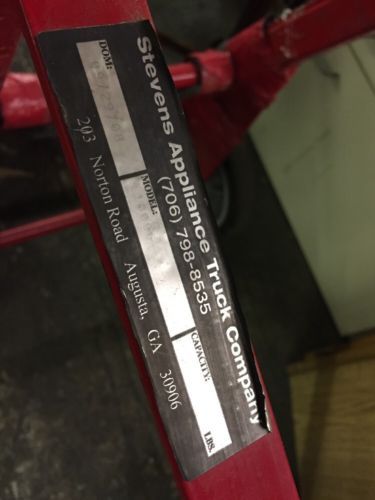 Stevens Appliance Truck Company
(706) 798-8535
DOM:
MODEL:
CAPACITY:
LBS.
203 Norton Road Augusta, GA 30906